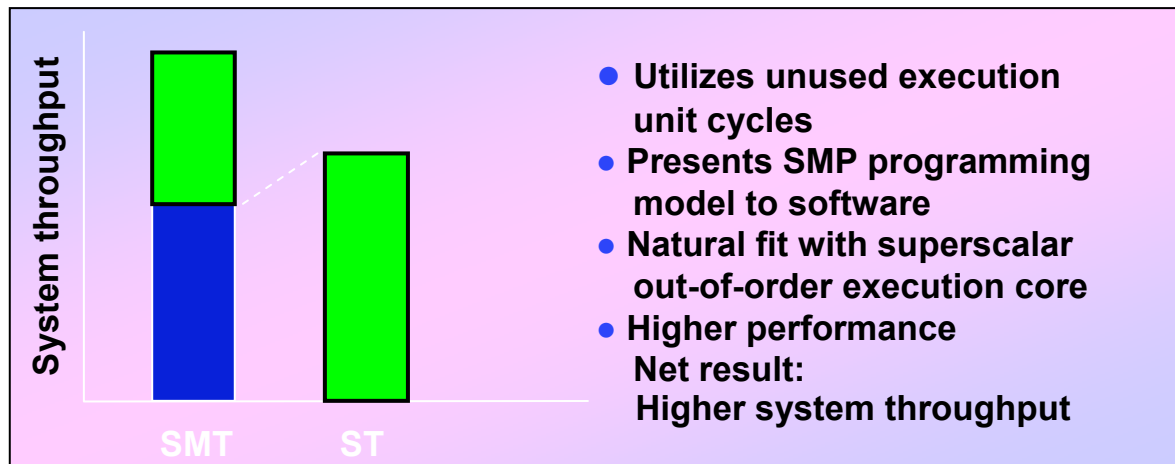 System throughput
SMT
ST
● Utilizes unused execution
unit cycles
● Presents SMP programming
model to software
● Natural fit with superscalar
out-of-order execution core
● Higher performance
Net result:
Higher system throughput